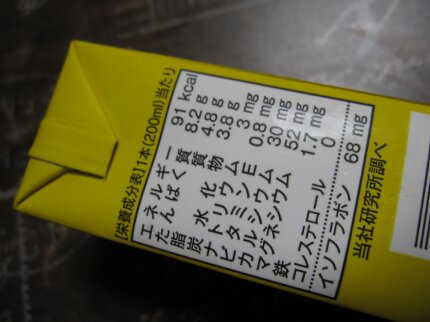 【栄養成分表】1本(200ml)当たり
エネルギー 91 kcal
たんぱく質 8.2 g
脂質 4.8 g
炭水化物 3.8 g
ナトリウム 3 mg
ビタミンE 0.8 mg
カルシウム 30 mg
マグネシウム 52 mg
鉄 1.7 mg
コレステロール 0
イソフラボン 68 mg
当社研究所調べ